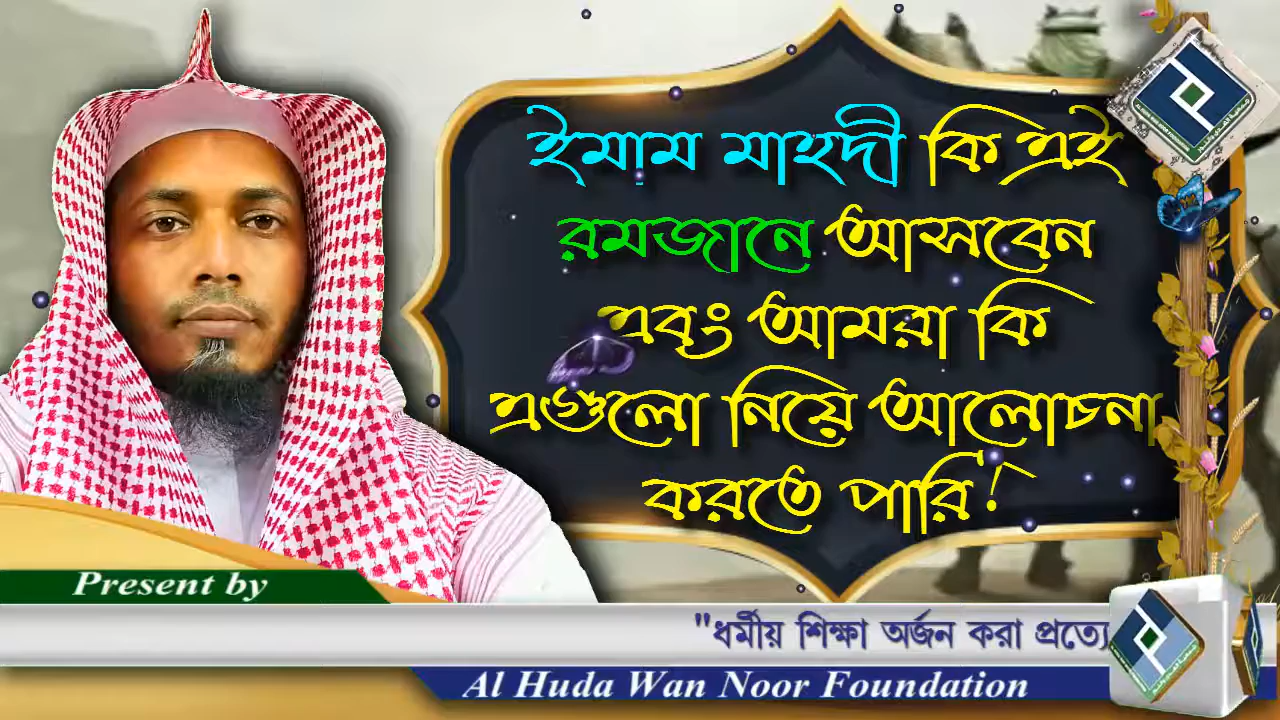 ইমাম মাহদী কি এই
রমজানে আসবেন
এবং আমরা কি
এগুলো নিয়ে আলোচনা
করতে পারি!
Present by
"ধর্মীয় শিক্ষা অর্জন করা প্রত্যে
Al Huda Wan Noor Foundation